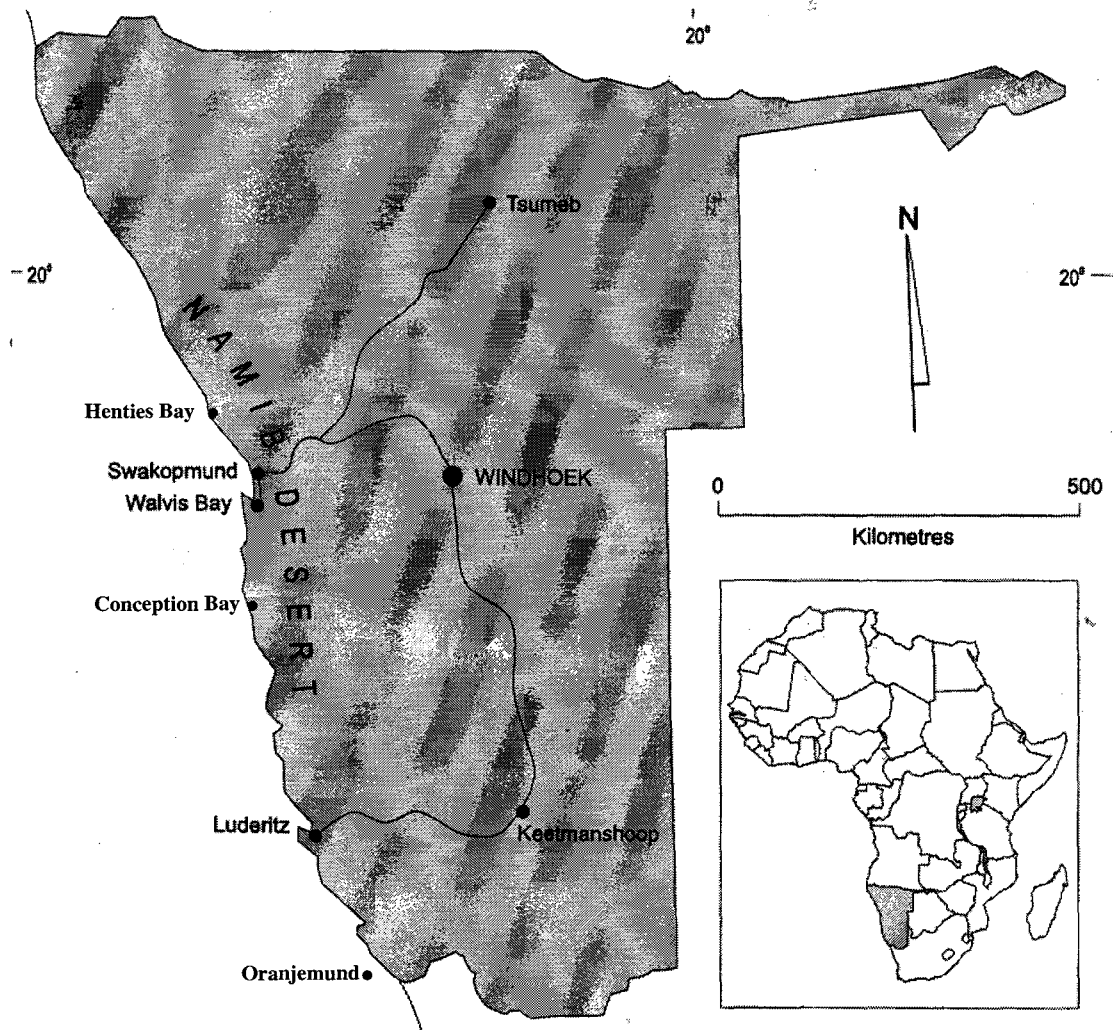 20°
Tsumeb
N
20°
20°
NAMIB DESERT
Henties Bay
Swakopmund
WINDHOEK
Walvis Bay
0 500
Kilometres
Conception Bay
Luderitz
Keetmanshoop
Oranjemund